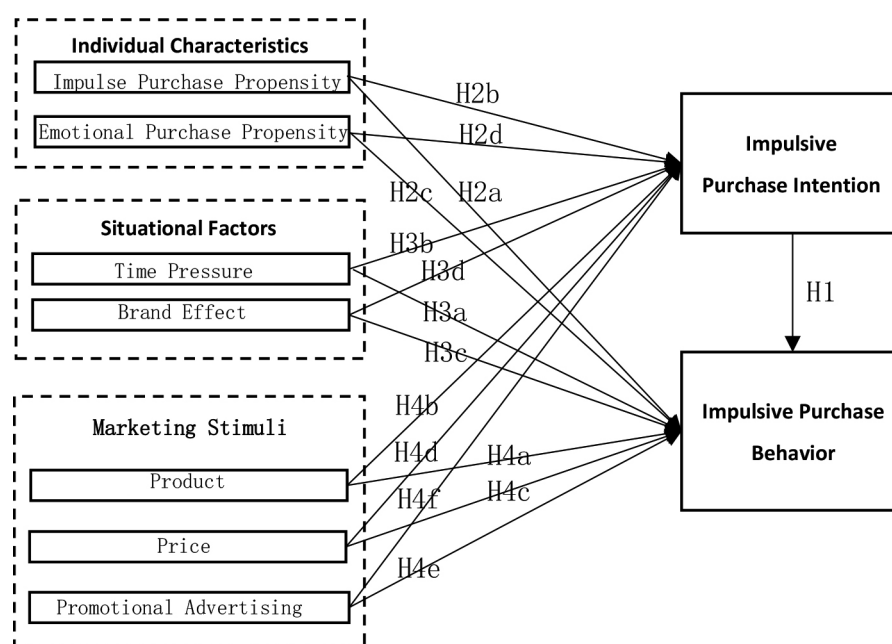 Individual Characteristics
Impulse Purchase Propensity
Emotional Purchase Propensity
Situational Factors
Time Pressure
Brand Effect
Marketing Stimuli
Product
Price
Promotional Advertising
H2b
H2d
H2c
H2a
H3b
H3d
H3a
H3c
H4b
H4d
H4a
H4f
H4c
H4e
Impulsive
Purchase Intention
H1
Impulsive Purchase
Behavior